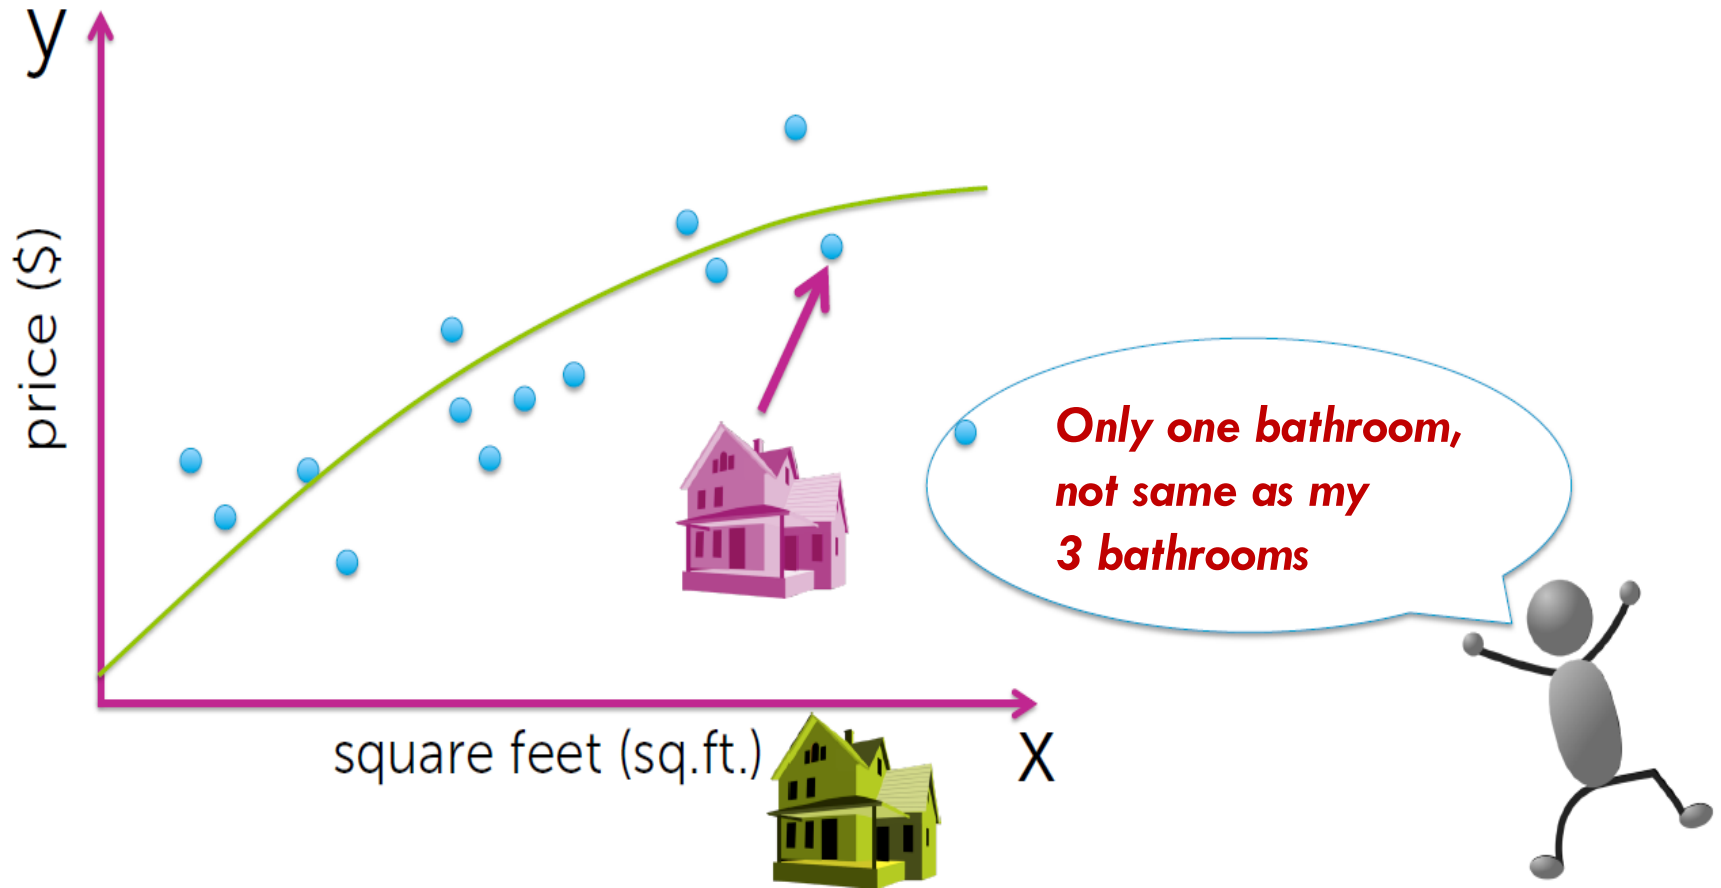 y
price ($)
Only one bathroom,
not same as my
3 bathrooms
square feet (sq.ft.)
X